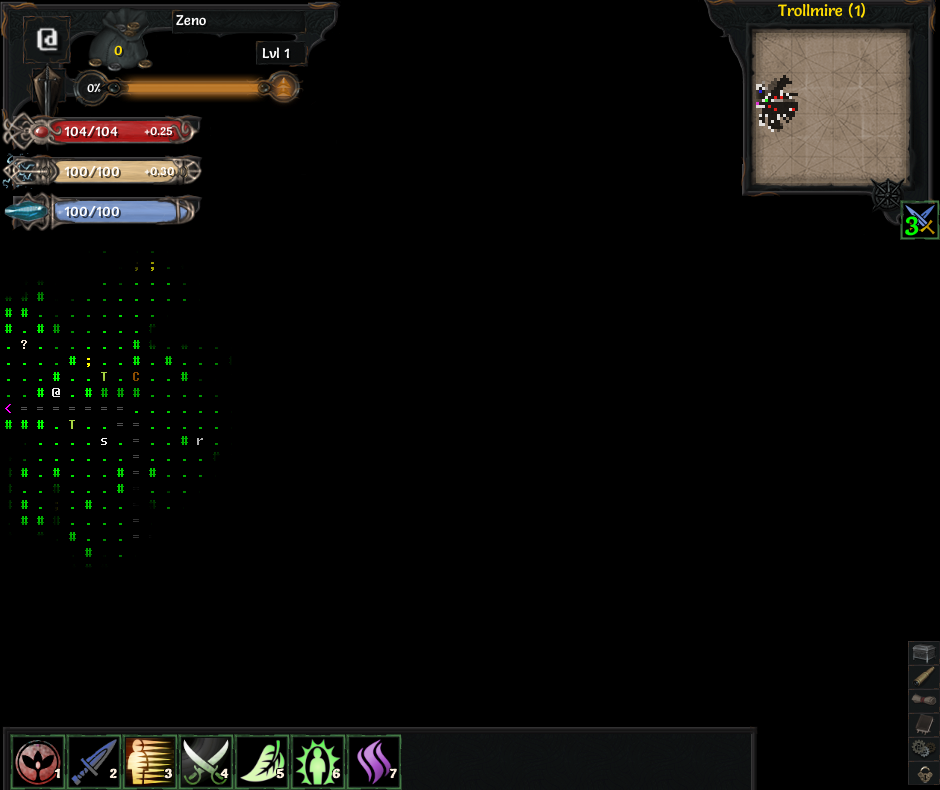 Zeno
Trollmire (1)
@
0
Lvl 1
0%
104/104 +0.25
100/100 +0.30
100/100
3
?
T C
@
<
T
s r
1 2 3 4 5 6 7